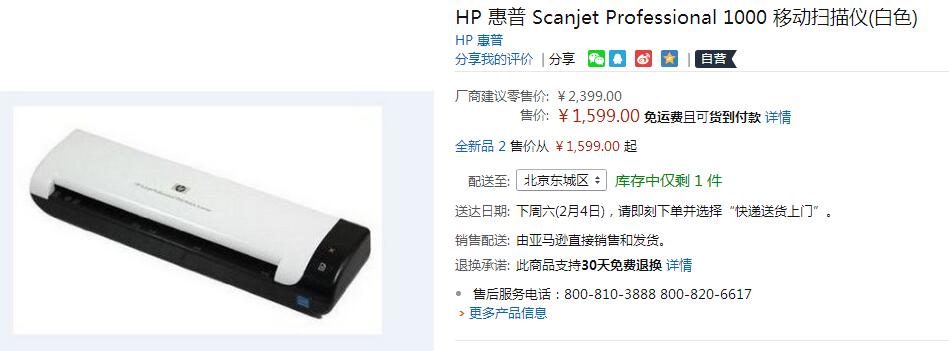 HP 惠普 Scanjet Professional 1000 移动扫描仪(白色)
HP 惠普
分享我的评价 | 分享 | 自营
厂商建议零售价: ￥2,399.00
售价: ￥1,599.00 免运费且可货到付款 详情
全新品 2 售价从 ￥1,599.00 起
配送至: 北京东城区 库存中仅剩 1 件
送达日期: 下周六(2月4日)，请即刻下单并选择“快递送货上门”。
销售配送: 由亚马逊直接销售和发货。
退换承诺: 此商品支持30天免费退换 详情
售后服务电话：800-810-3888 800-820-6617
更多产品信息